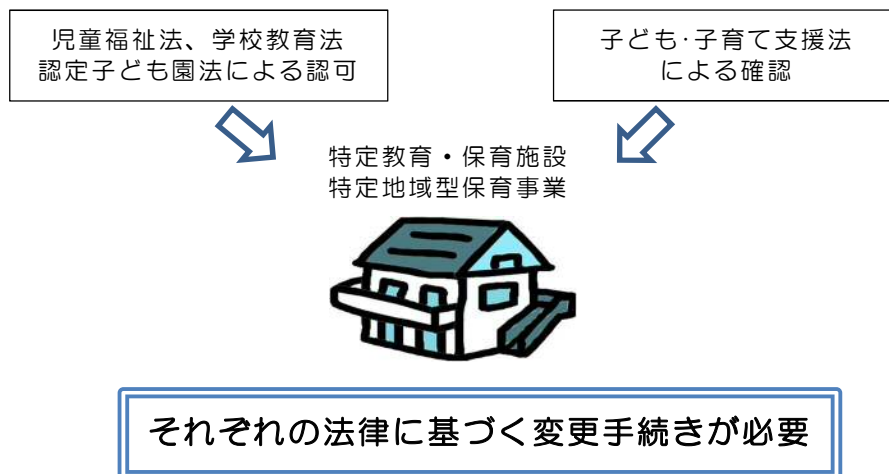 児童福祉法、学校教育法
認定子ども園法による認可
子ども・子育て支援法
による確認
特定教育・保育施設
特定地域型保育事業
それぞれの法律に基づく変更手続きが必要